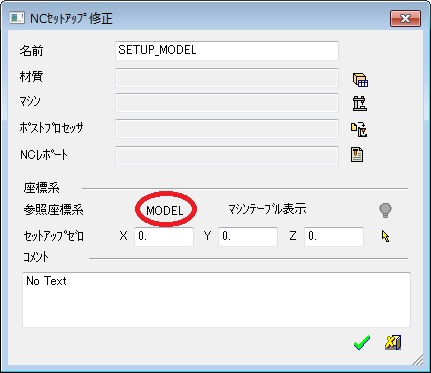 NCｾｯﾄｱｯﾌﾟ修正
名前 SETUP_MODEL
材質
ﾏｼﾝ
ﾎﾟｽﾄﾌﾟﾛｾｯｻ
NCﾚﾎﾟｰﾄ
座標系
参照座標系 MODEL ﾏｼﾝﾃｰﾌﾞﾙ表示
ｾｯﾄｱｯﾌﾟｾﾞﾛ X 0. Y 0. Z 0.
ｺﾒﾝﾄ
No Text